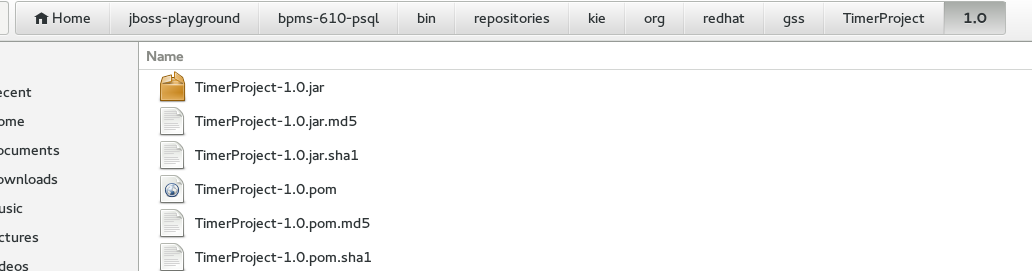 Home jboss-playground bpms-610-psql bin repositories kie org redhat gss TimerProject 1.0
Name
TimerProject-1.0.jar
ecent
TimerProject-1.0.jar.md5
ome
ocuments
TimerProject-1.0.jar.sha1
ownloads
TimerProject-1.0.pom
usic
TimerProject-1.0.pom.md5
ctures
TimerProject-1.0.pom.sha1
deos